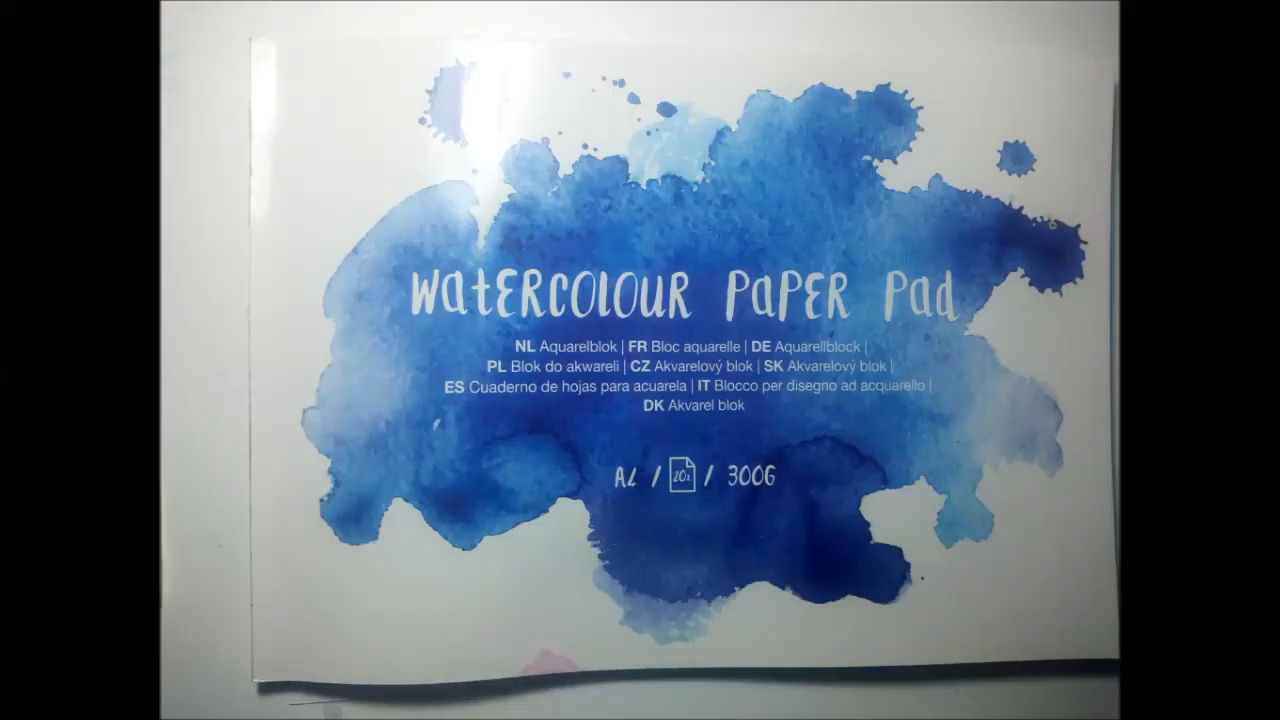 WATERCOLOUR PAPER PAD
NL Aquarelblok | FR Bloc aquarelle | DE Aquarellblock |
PL Blok do akwareli | CZ Akvarelový blok | SK Akvarelový blok |
ES Cuaderno de hojas para acuarela | IT Blocco per disegno ad acquarello |
DK Akvarel blok
A4 / 20x / 300G